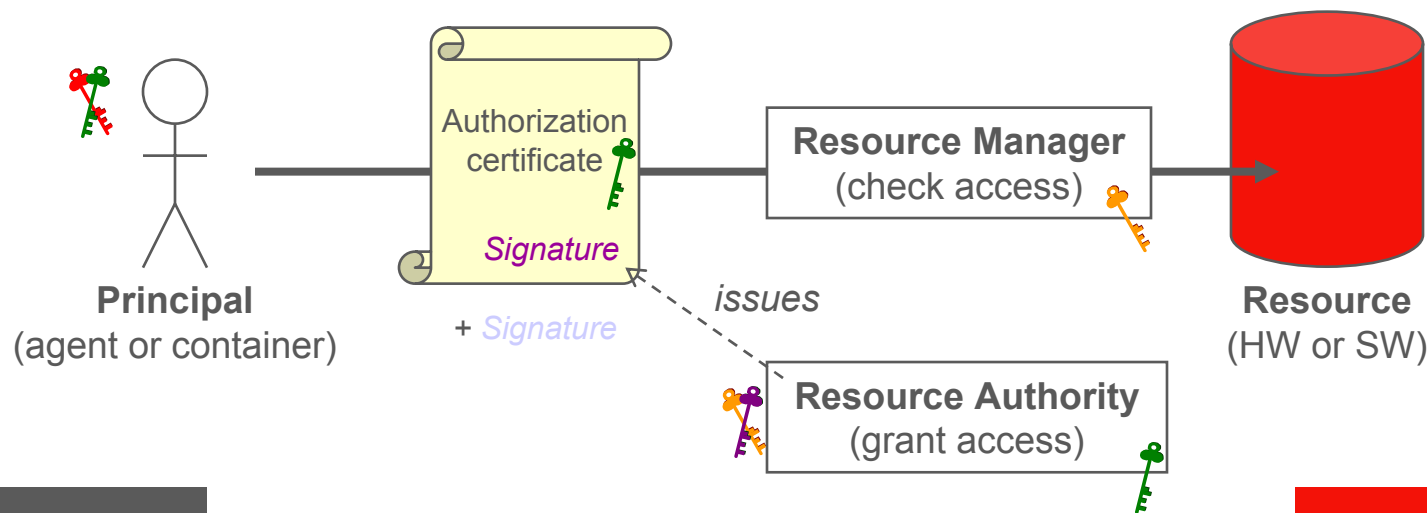 Authorization
certificate
Signature
+ Signature
Principal
(agent or container)
Resource Manager
(check access)
issues
Resource Authority
(grant access)
Resource
(HW or SW)